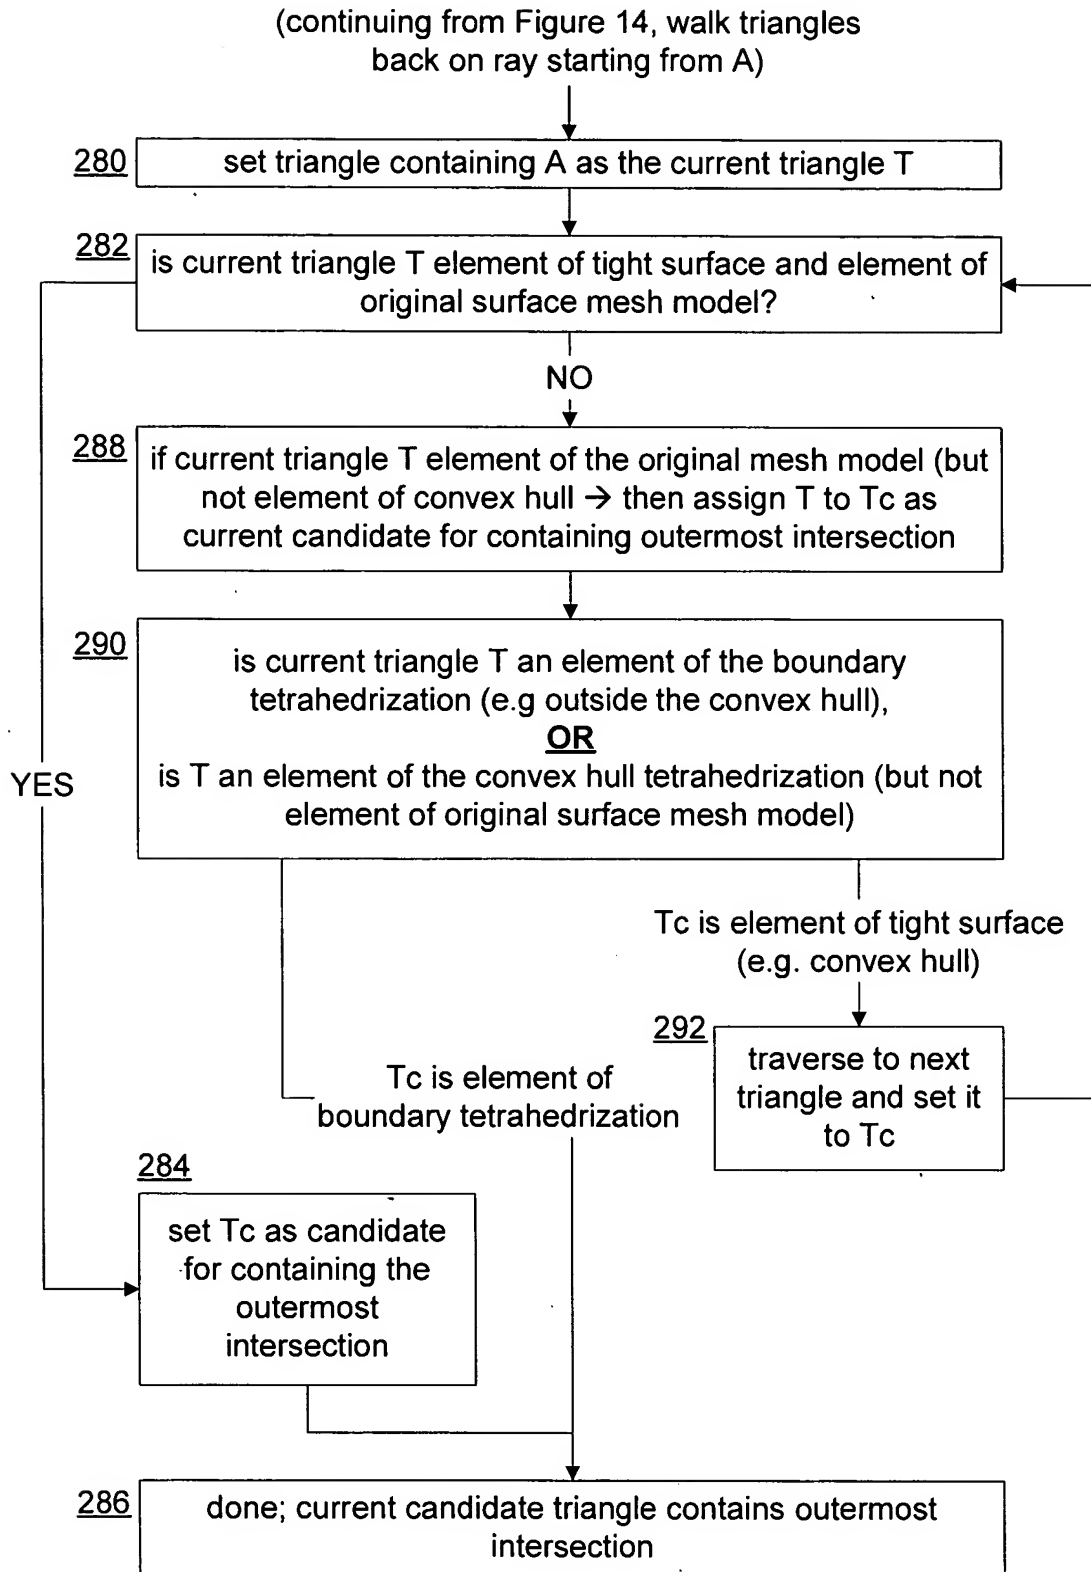 (continuing from Figure 14, walk triangles
back on ray starting from A)
280
set triangle containing A as the current triangle T
282
is current triangle T element of tight surface and element of
original surface mesh model?
NO
288
if current triangle T element of the original mesh model (but
not element of convex hull → then assign T to Tc as
current candidate for containing outermost intersection
290
is current triangle T an element of the boundary
tetrahedrization (e.g outside the convex hull),
OR
is T an element of the convex hull tetrahedrization (but not
element of original surface mesh model)
YES
Tc is element of tight surface
(e.g. convex hull)
292
traverse to next
triangle and set it
to Tc
Tc is element of
boundary tetrahedrization
284
set Tc as candidate
for containing the
outermost
intersection
286
done; current candidate triangle contains outermost
intersection